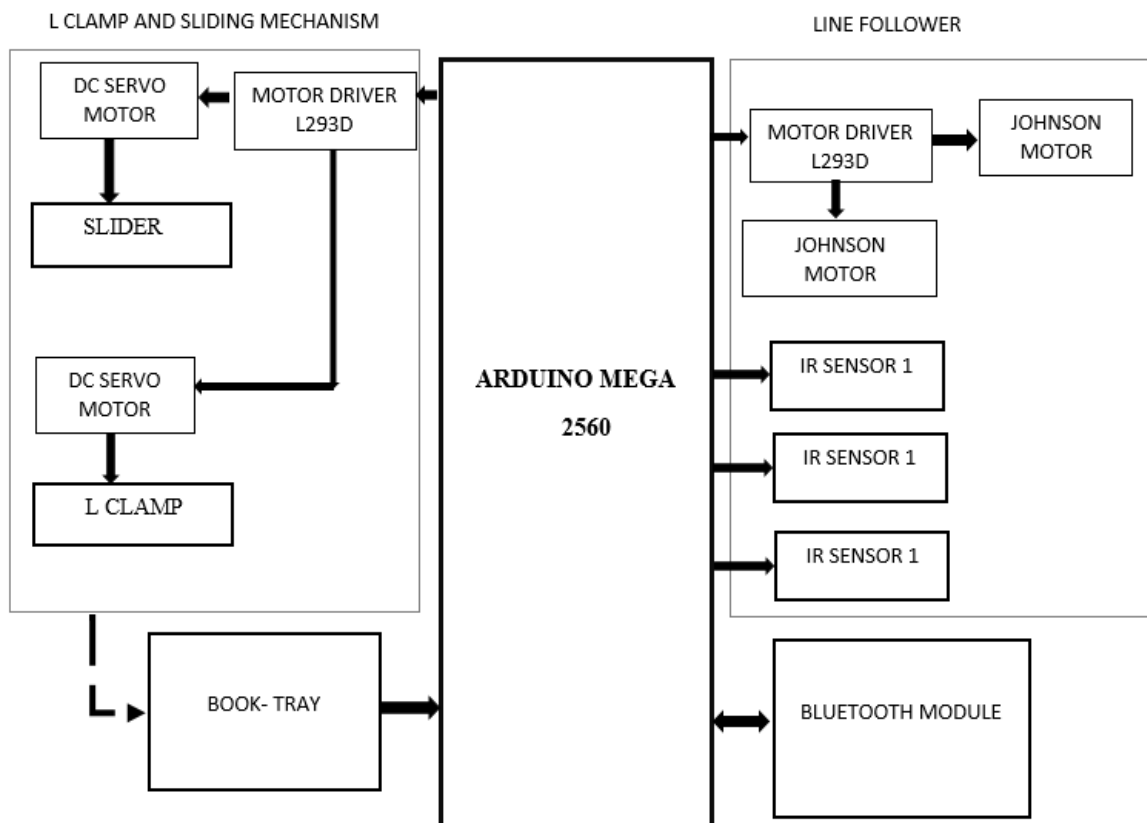 L CLAMP AND SLIDING MECHANISM
DC SERVO
MOTOR
MOTOR DRIVER
L293D
SLIDER
DC SERVO
MOTOR
L CLAMP
BOOK- TRAY
ARDUINO MEGA
2560
LINE FOLLOWER
MOTOR DRIVER
L293D
JOHNSON
MOTOR
JOHNSON
MOTOR
IR SENSOR 1
IR SENSOR 1
IR SENSOR 1
BLUETOOTH MODULE